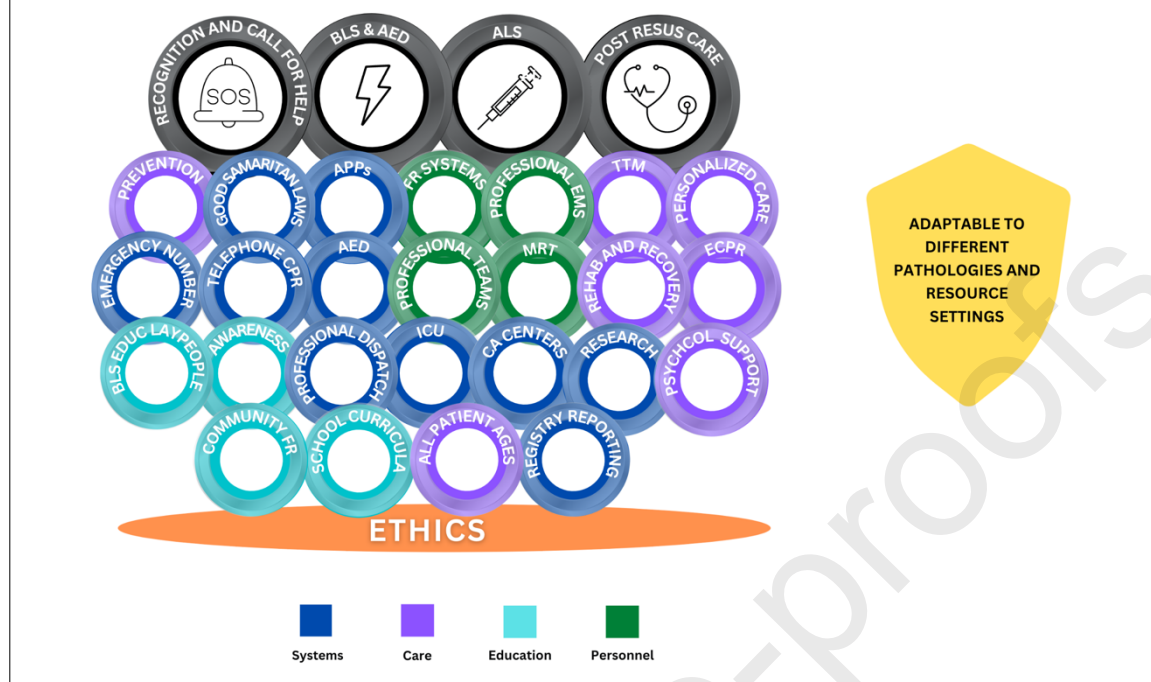 RECOGNITION AND CALL FOR HELP
BLS & AED
ALS
POST RESUS CARE
SOS
PREVENTION
GOOD SAMARITAN LAWS
APPs
FR SYSTEMS
PROFESSIONAL EMS
TTM
PERSONALIZED CARE
EMERGENCY NUMBER
TELEPHONE CPR
AED
PROFESSIONAL TEAMS
MRT
REHAB AND RECOVERY
ECPR
BLS EDUC LAYPEOPLE
AWARENESS
PROFESSIONAL DISPATCH
ICU
CA CENTERS
RESEARCH
PSYCHCOL SUPPORT
COMMUNITY FR
SCHOOL CURRICULA
ALL PATIENT AGES
REGISTRY REPORTING
ETHICS
ADAPTABLE TO
DIFFERENT
PATHOLOGIES AND
RESOURCE
SETTINGS
Systems
Care
Education
Personnel
-proofs